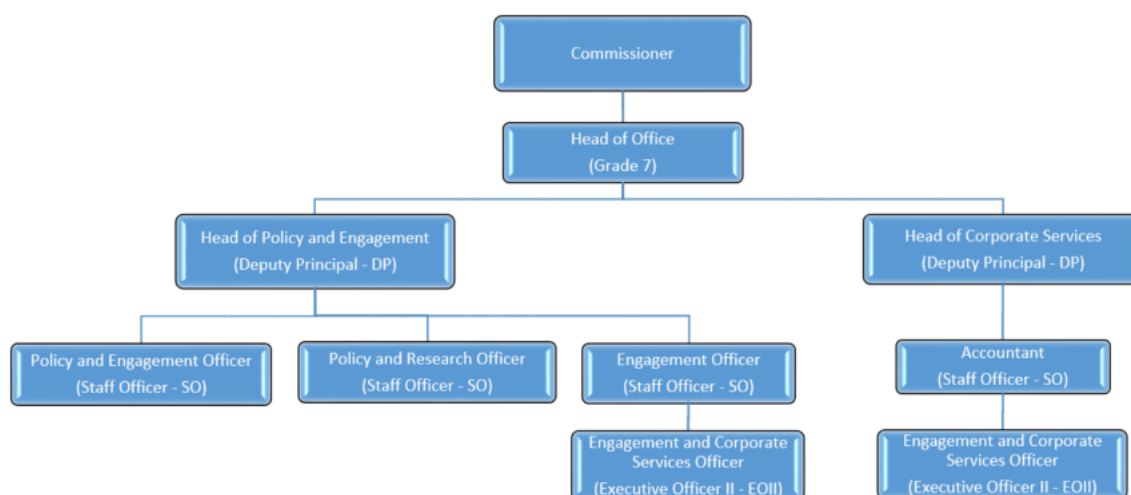 Commissioner
Head of Office
(Grade 7)
Head of Policy and Engagement
(Deputy Principal - DP)
Head of Corporate Services
(Deputy Principal - DP)
Policy and Engagement Officer
(Staff Officer - SO)
Policy and Research Officer
(Staff Officer - SO)
Engagement Officer
(Staff Officer - SO)
Accountant
(Staff Officer - SO)
Engagement and Corporate
Services Officer
(Executive Officer II - EOII)
Engagement and Corporate
Services Officer
(Executive Officer II - EOII)